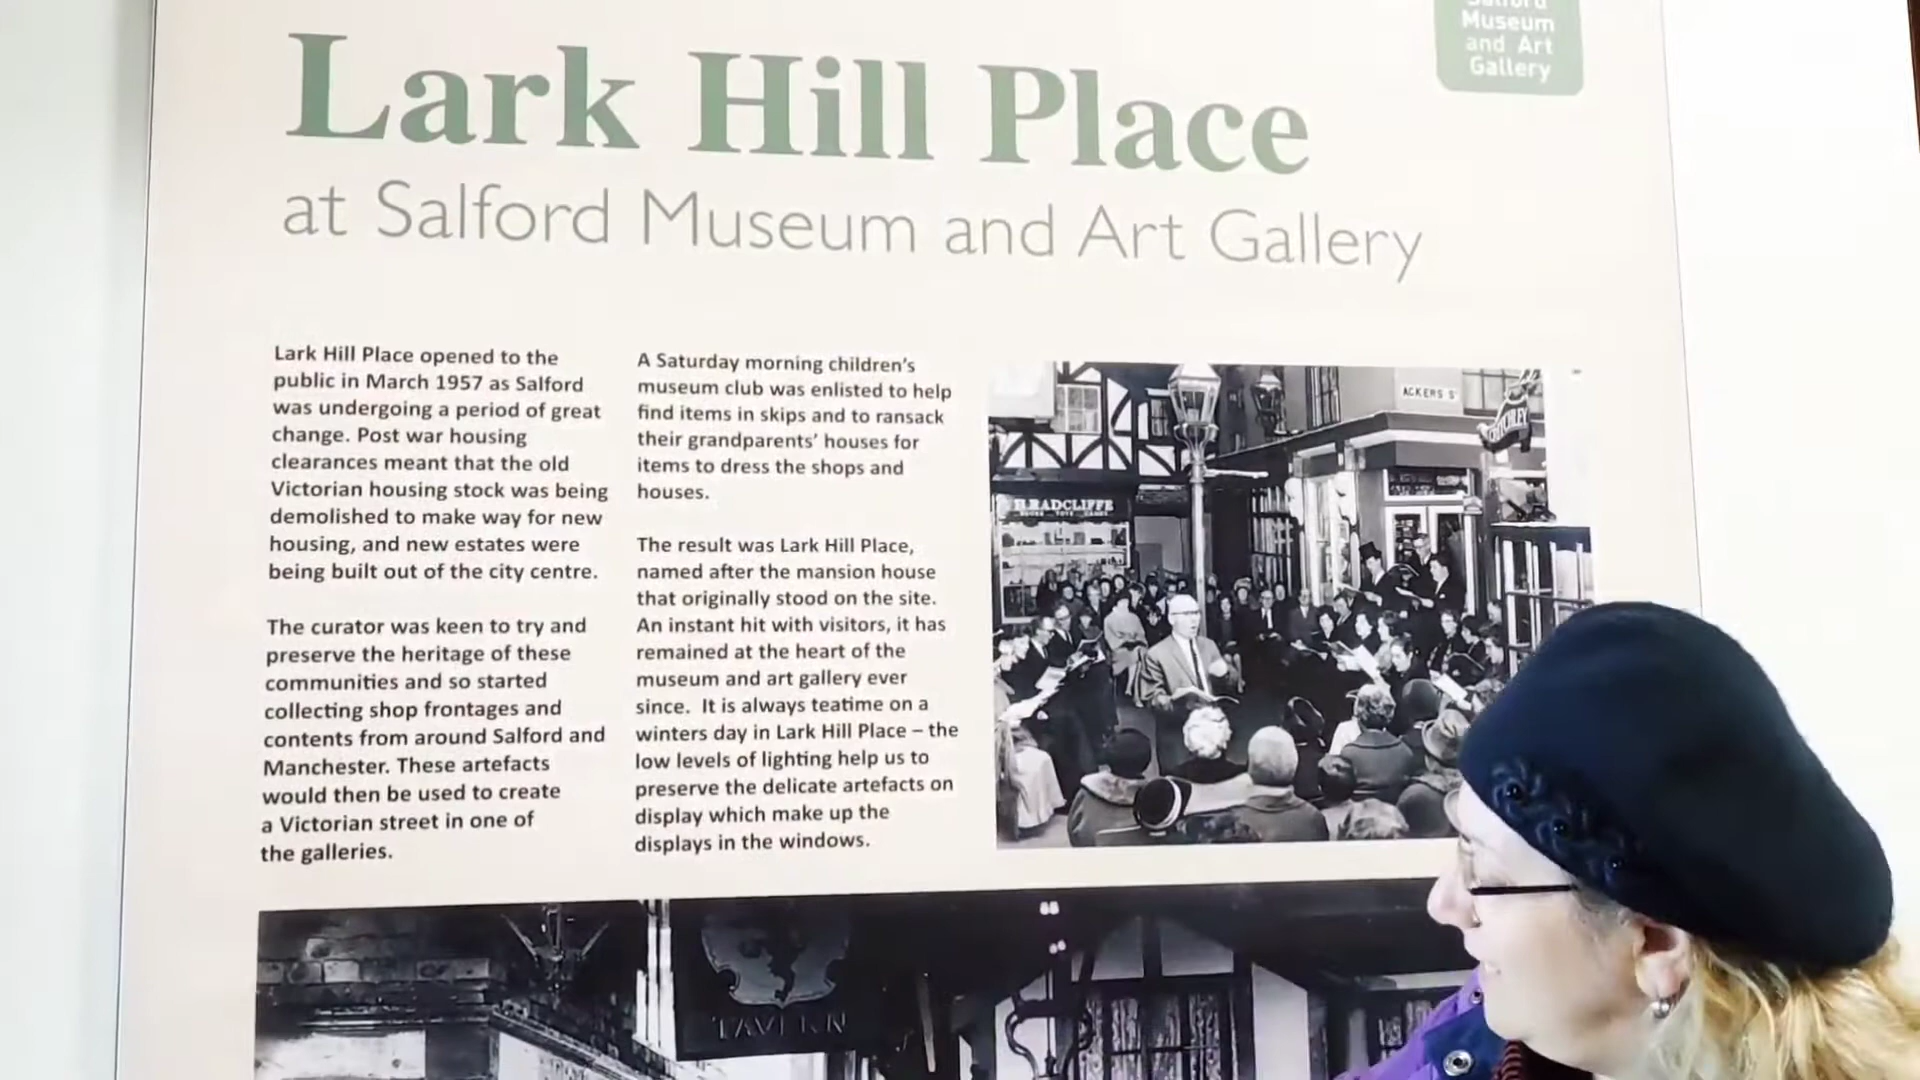 Salford
Museum
and Art
Gallery
Lark Hill Place
at Salford Museum and Art Gallery
Lark Hill Place opened to the
public in March 1957 as Salford
was undergoing a period of great
change. Post war housing
clearances meant that the old
Victorian housing stock was being
demolished to make way for new
housing, and new estates were
being built out of the city centre.
The curator was keen to try and
preserve the heritage of these
communities and so started
collecting shop frontages and
contents from around Salford and
Manchester. These artefacts
would then be used to create
a Victorian street in one of
the galleries.
A Saturday morning children's
museum club was enlisted to help
find items in skips and to ransack
their grandparents' houses for
items to dress the shops and
houses.
The result was Lark Hill Place,
named after the mansion house
that originally stood on the site.
An instant hit with visitors, it has
remained at the heart of the
museum and art gallery ever
since. It is always teatime on a
winters day in Lark Hill Place – the
low levels of lighting help us to
preserve the delicate artefacts on
display which make up the
displays in the windows.
ACKERS ST
RADCLIFFE
TAVERN